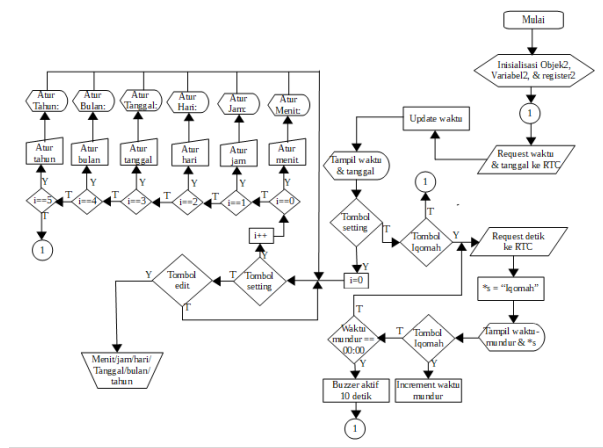 Mulai
Inisialisasi Objek2,
Variabel2, & register2
1
Request waktu
& tanggal ke RTC
Update waktu
Tampil waktu
& tanggal
Tombol
setting
Y
T
Tombol
Iqomah
T
1
Y
Request detik
ke RTC
*s = "Iqomah"
Tampil waktu-
mundur & *s
Tombol
Iqomah
Y
T
Increment waktu
mundur
Waktu
mundur ==
00:00
T
Y
Buzzer aktif
10 detik
1
i=0
Tombol
setting
Y
T
i++
Tombol
edit
Y
T
Menit/jam/hari/
Tanggal/bulan/
tahun
i==0
Y
T
Atur
menit
Atur
Menit:
i==1
Y
T
Atur
jam
Atur
Jam:
i==2
Y
T
Atur
hari
Atur
Hari:
i==3
Y
T
Atur
tanggal
Atur
Tanggal:
i==4
Y
T
Atur
bulan
Atur
Bulan:
i==5
Y
T
Atur
tahun
Atur
Tahun:
1